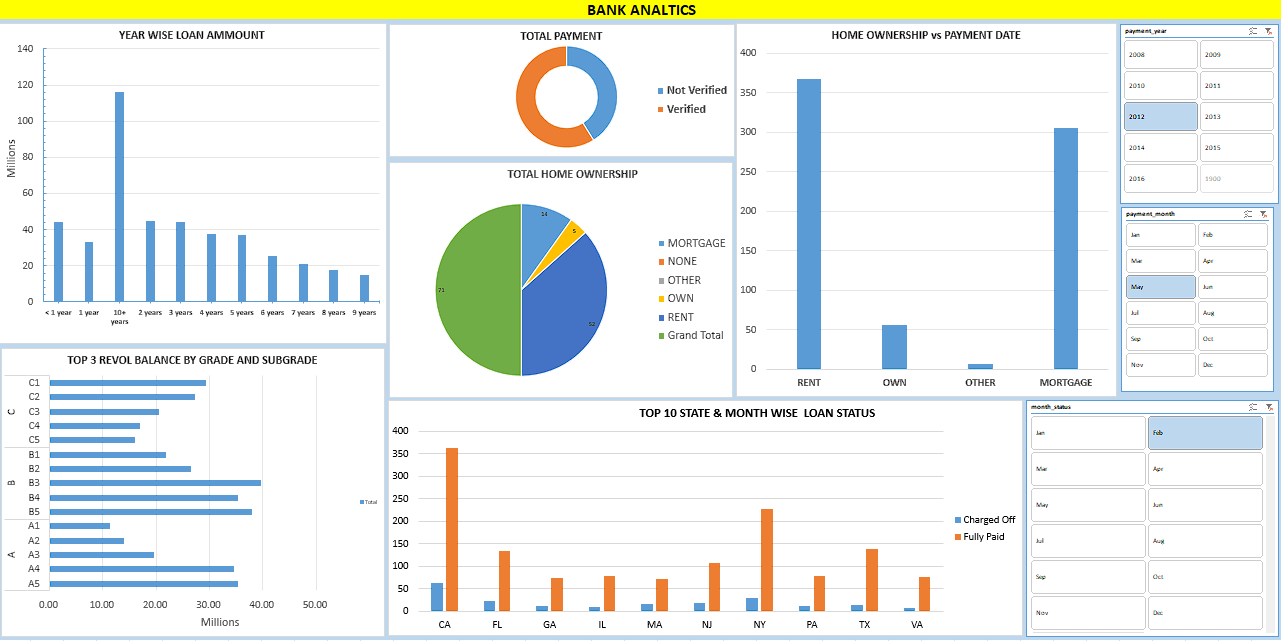 BANK ANALTICS
YEAR WISE LOAN AMMOUNT
140
120
100
80
60
40
20
0
Millions
< 1 year 1 year 10+ years 2 years 3 years 4 years 5 years 6 years 7 years 8 years 9 years
TOTAL PAYMENT
Not Verified
Verified
TOTAL HOME OWNERSHIP
14
5
52
71
MORTGAGE
NONE
OTHER
OWN
RENT
Grand Total
HOME OWNERSHIP vs PAYMENT DATE
400
350
300
250
200
150
100
50
0
RENT OWN OTHER MORTGAGE
payment_year
2008 2009
2010 2011
2012 2013
2014 2015
2016 1900
payment_month
Jan Feb
Mar Apr
May Jun
Jul Aug
Sep Oct
Nov Dec
TOP 3 REVOL BALANCE BY GRADE AND SUBGRADE
C
C1
C2
C3
C4
C5
B
B1
B2
B3
B4
B5
A
A1
A2
A3
A4
A5
0.00 10.00 20.00 30.00 40.00 50.00
Millions
Total
TOP 10 STATE & MONTH WISE LOAN STATUS
400
350
300
250
200
150
100
50
0
CA FL GA IL MA NJ NY PA TX VA
Charged Off
Fully Paid
month_status
Jan Feb
Mar Apr
May Jun
Jul Aug
Sep Oct
Nov Dec